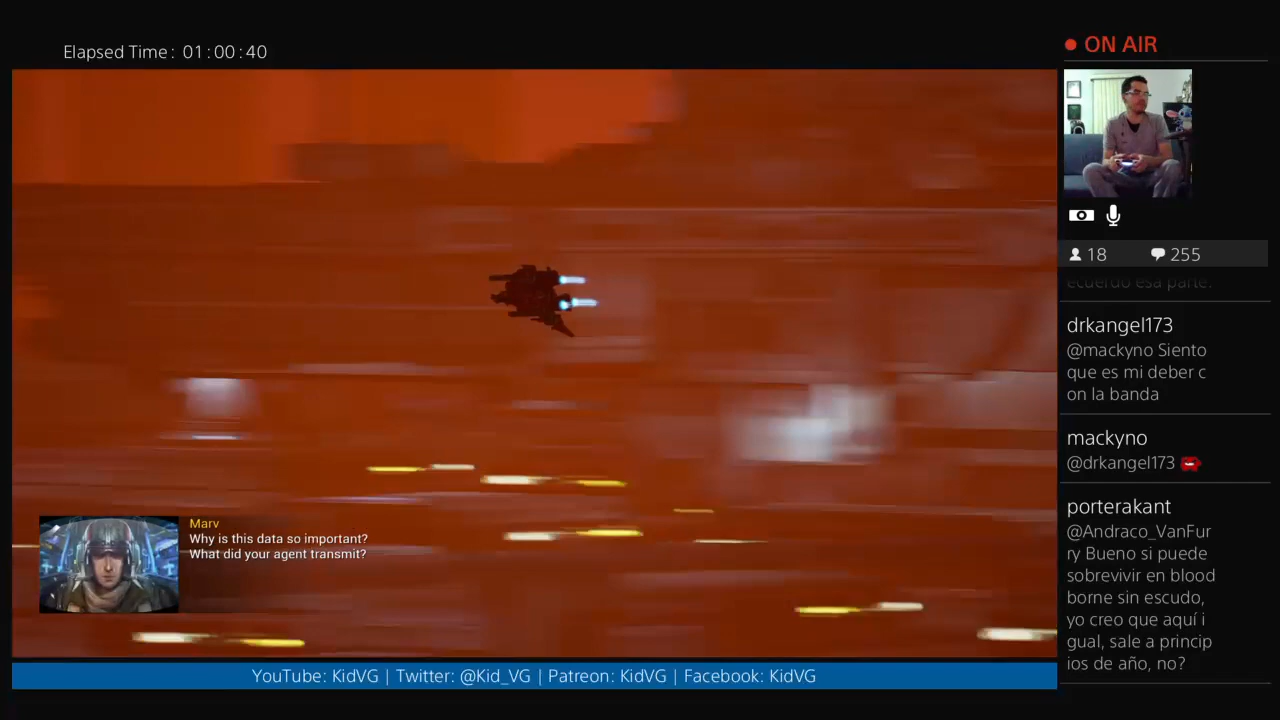 Elapsed Time: 01:00:40
ON AIR
18
255
ecuerdo esa parte.
drkangel173
@mackyno Siento
que es mi deber c
on la banda
mackyno
@drkangel173
porterakant
@Andraco_VanFur
ry Bueno si puede
sobrevivir en blood
borne sin escudo,
yo creo que aquí i
gual, sale a princip
ios de año, no?
Marv
Why is this data so important?
What did your agent transmit?
YouTube: KidVG | Twitter: @Kid_VG | Patreon: KidVG | Facebook: KidVG